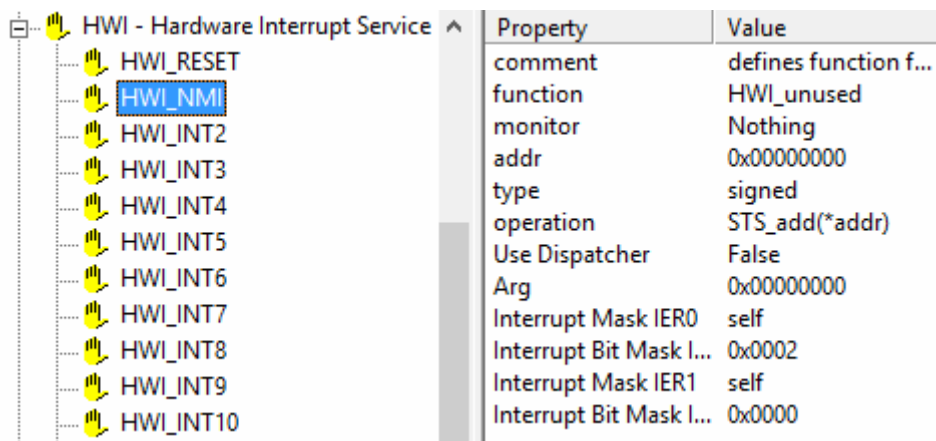 HWI - Hardware Interrupt Service
HWI_RESET
HWI_NMI
HWI_INT2
HWI_INT3
HWI_INT4
HWI_INT5
HWI_INT6
HWI_INT7
HWI_INT8
HWI_INT9
HWI_INT10
Property Value
comment defines function f...
function HWI_unused
monitor Nothing
addr 0x00000000
type signed
operation STS_add(*addr)
Use Dispatcher False
Arg 0x00000000
Interrupt Mask IER0 self
Interrupt Bit Mask I... 0x0002
Interrupt Mask IER1 self
Interrupt Bit Mask I... 0x0000